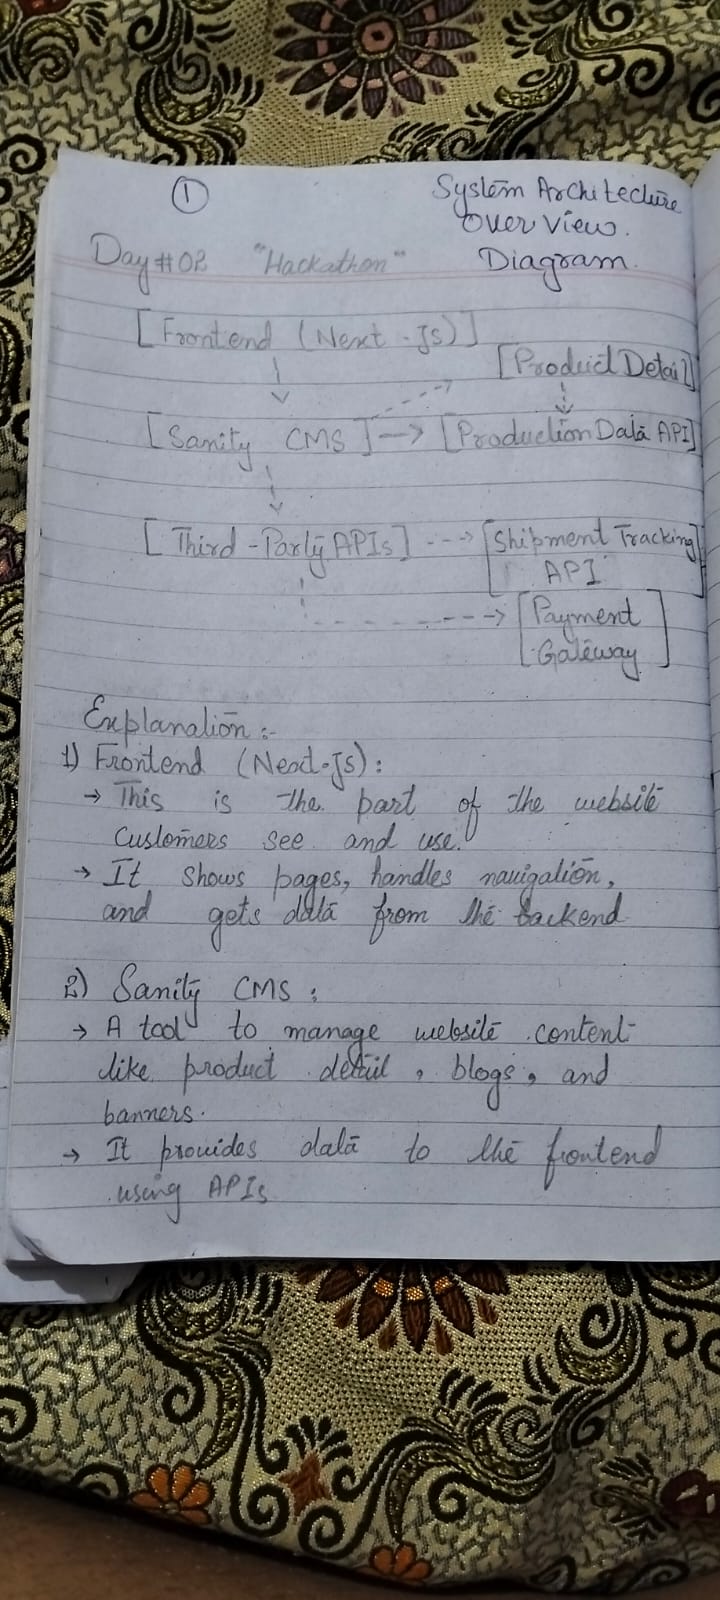 ①
System Architecture
Over View.
Diagram.
Day#02 "Hackathon"
[Frontend (Next-Js)]
[Product Detail]
[Sanity CMS] [Production Data API]
[Third-Party APIs] [Shipment Tracking
API]
[Payment
Gateway]
Explanation :-
1) Frontend (Next-Js) :
→ This is the part of the website
Customers see and use.
→ It shows pages, handles navigation,
and gets data from the backend
2) Sanity CMS :
→ A tool to manage website content
like product detail, blogs, and
banners.
→ It provides data to the frontend
using APIs